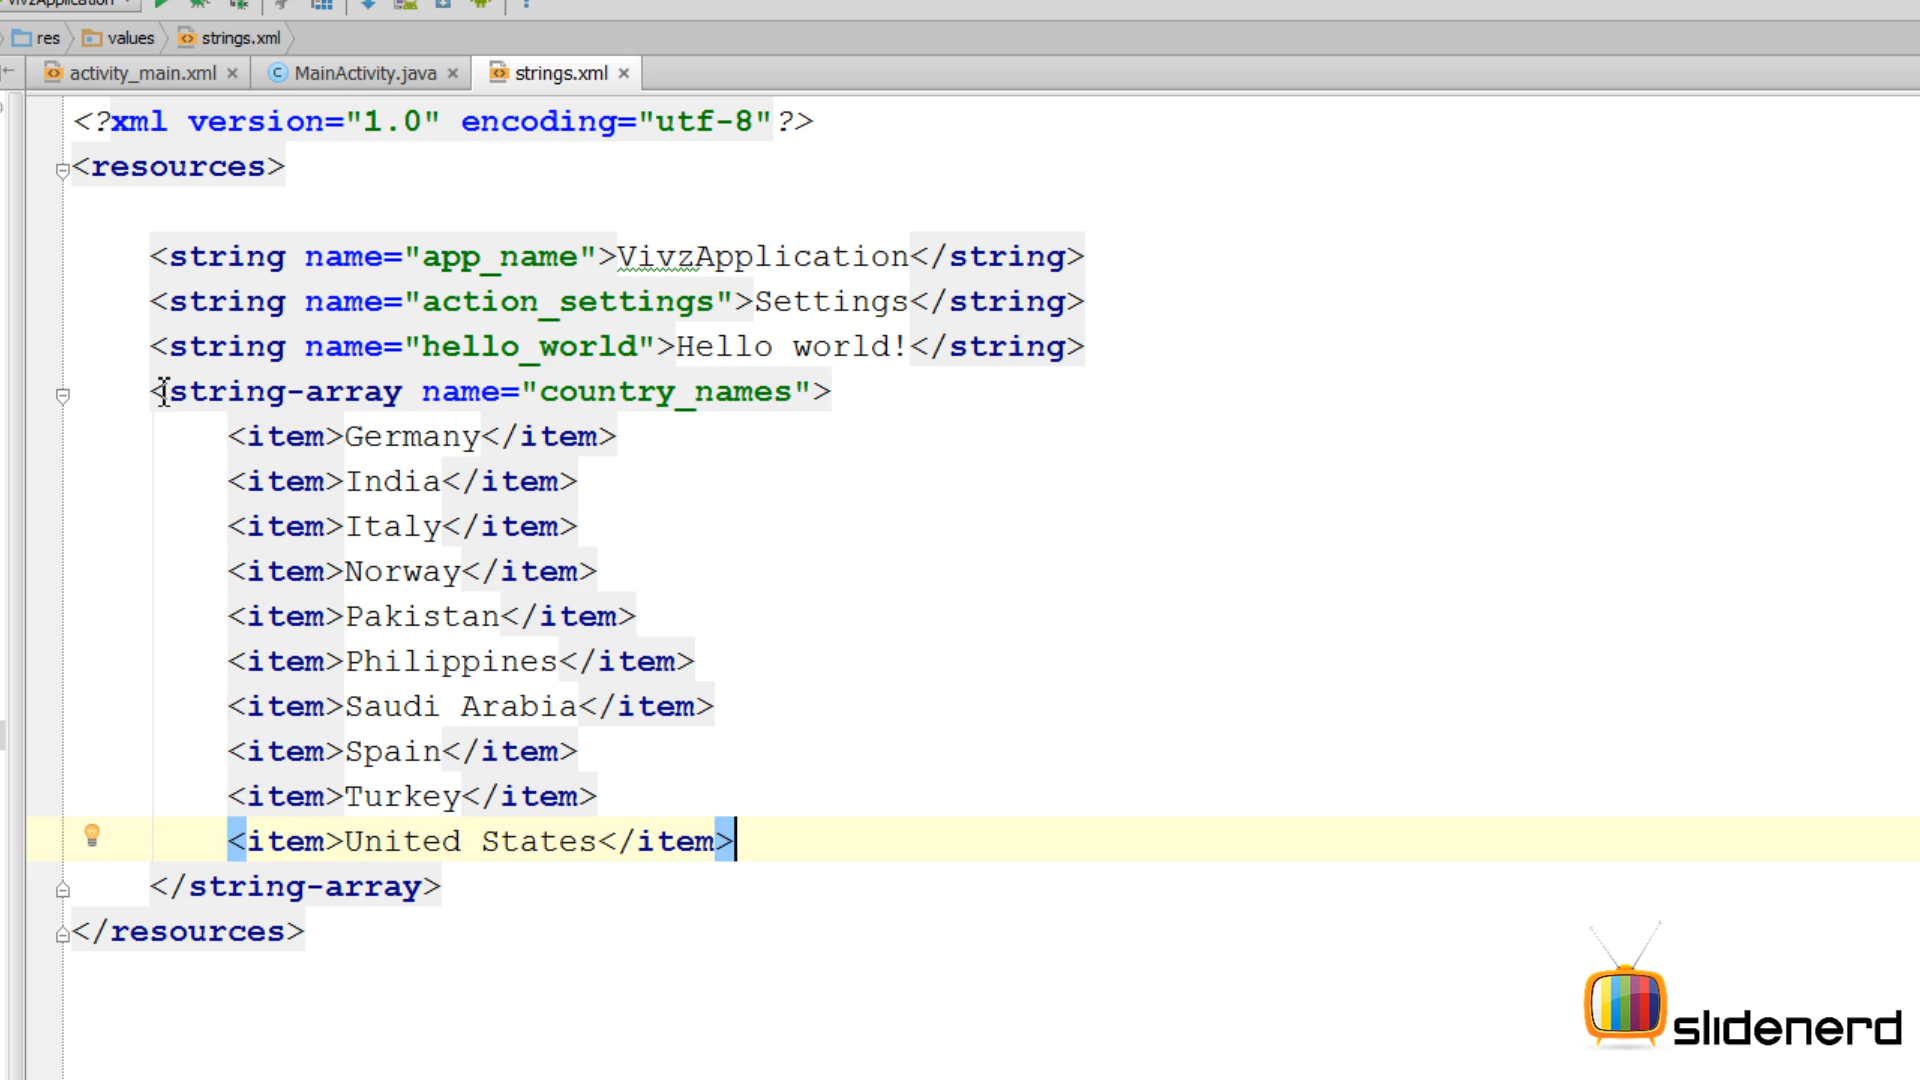 VivzApplication
res values strings.xml
activity_main.xml MainActivity.java strings.xml
<?xml version="1.0" encoding="utf-8"?>
<resources>
<string name="app_name">VivzApplication</string>
<string name="action_settings">Settings</string>
<string name="hello_world">Hello world!</string>
<string-array name="country_names">
<item>Germany</item>
<item>India</item>
<item>Italy</item>
<item>Norway</item>
<item>Pakistan</item>
<item>Philippines</item>
<item>Saudi Arabia</item>
<item>Spain</item>
<item>Turkey</item>
<item>United States</item>
</string-array>
</resources>
slidenerd